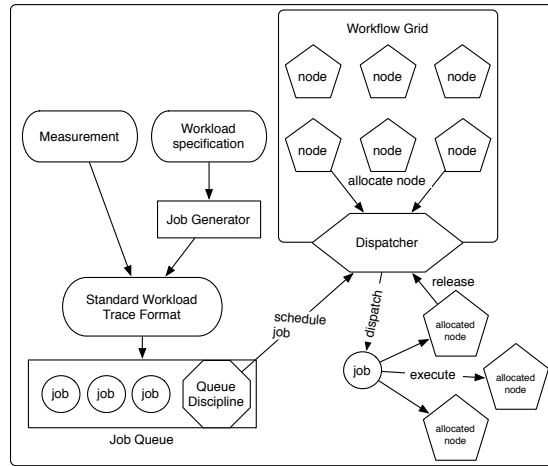 Workflow Grid
node
node
node
node
node
node
allocate node
Measurement
Workload
specification
Job Generator
Dispatcher
Standard Workload
Trace Format
schedule
job
dispatch
release
allocated
node
job
execute
allocated
node
allocated
node
job
job
job
Queue
Discipline
Job Queue